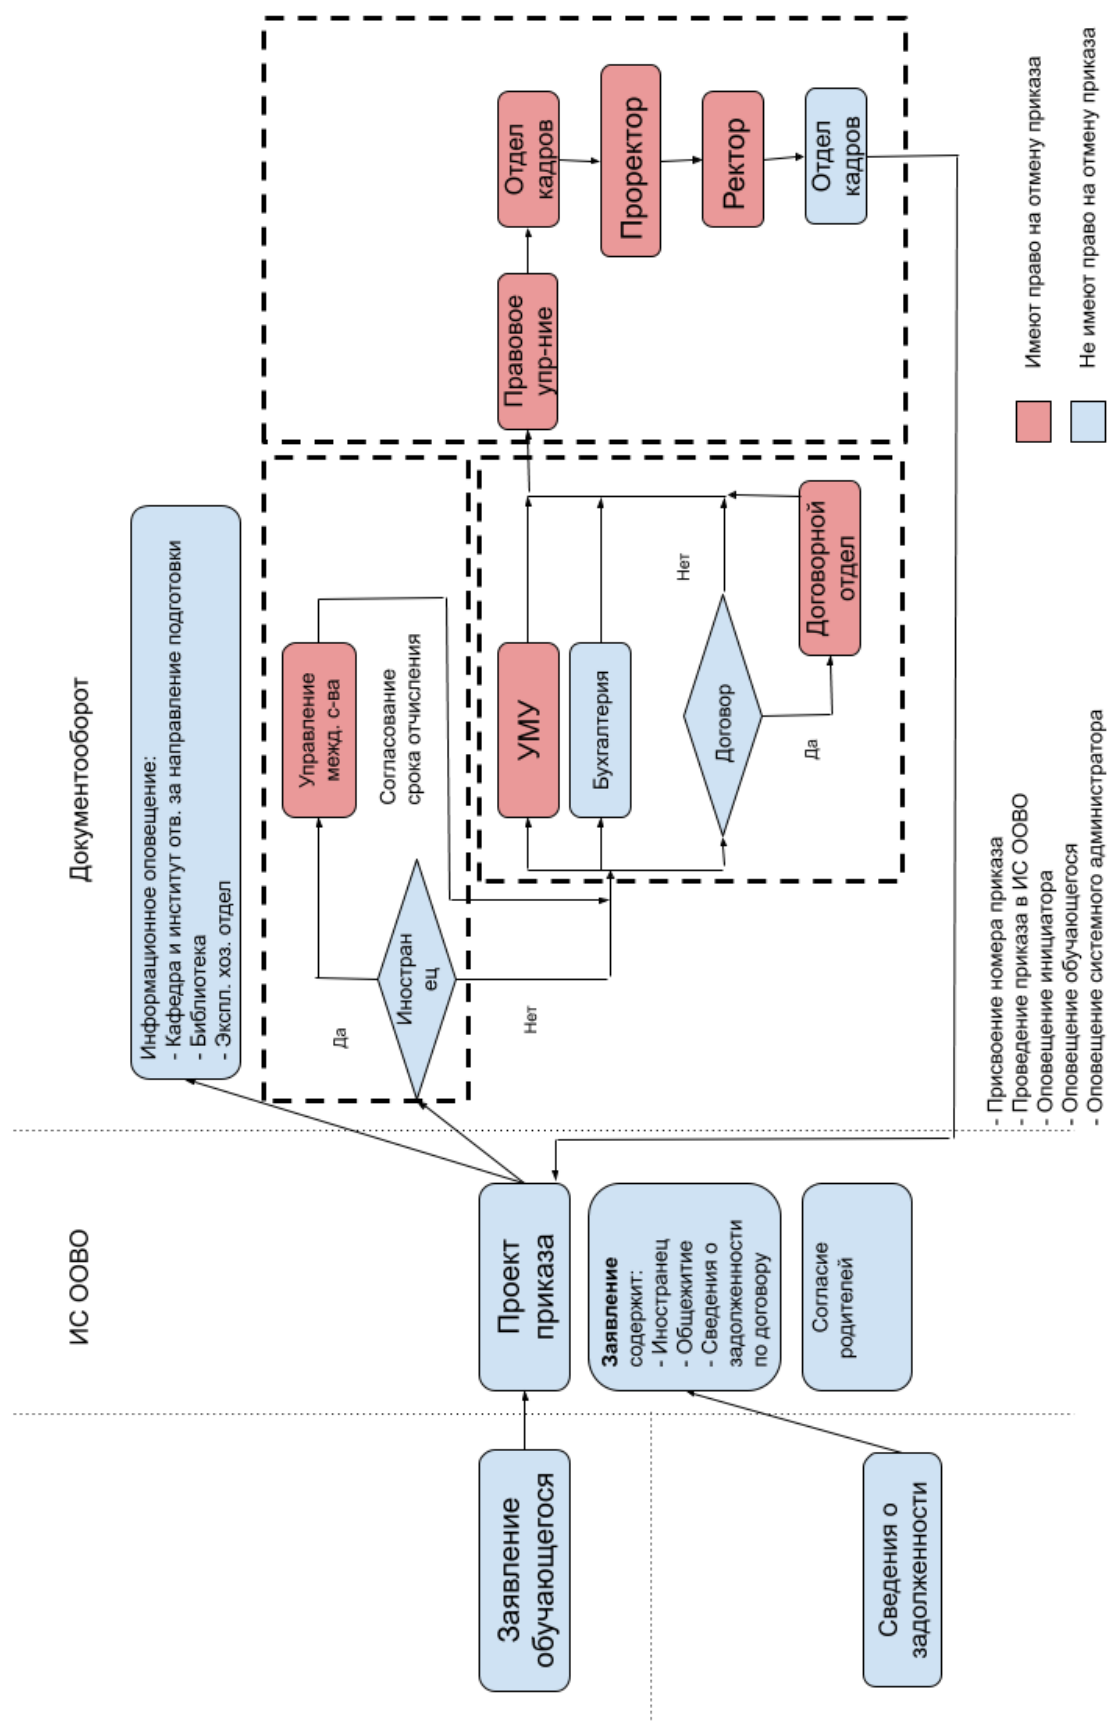 ИС ООВО
Документооборот
Заявление
обучающегося
Сведения о
задолженности
Проект
приказа
Заявление
содержит:
- Иностранец
- Общежитие
- Сведения о
задолженности
по договору
Согласие
родителей
Информационное оповещение:
- Кафедра и институт отв. за направление подготовки
- Библиотека
- Экспл. хоз. отдел
Иностран
ец
Да
Нет
Управление
межд. с-ва
Согласование
срока отчисления
УМУ
Бухгалтерия
Договор
Да
Нет
Договорной
отдел
Правовое
упр-ние
Отдел
кадров
Проректор
Ректор
Отдел
кадров
- Присвоение номера приказа
- Проведение приказа в ИС ООВО
- Оповещение инициатора
- Оповещение обучающегося
- Оповещение системного администратора
Имеют право на отмену приказа
Не имеют право на отмену приказа